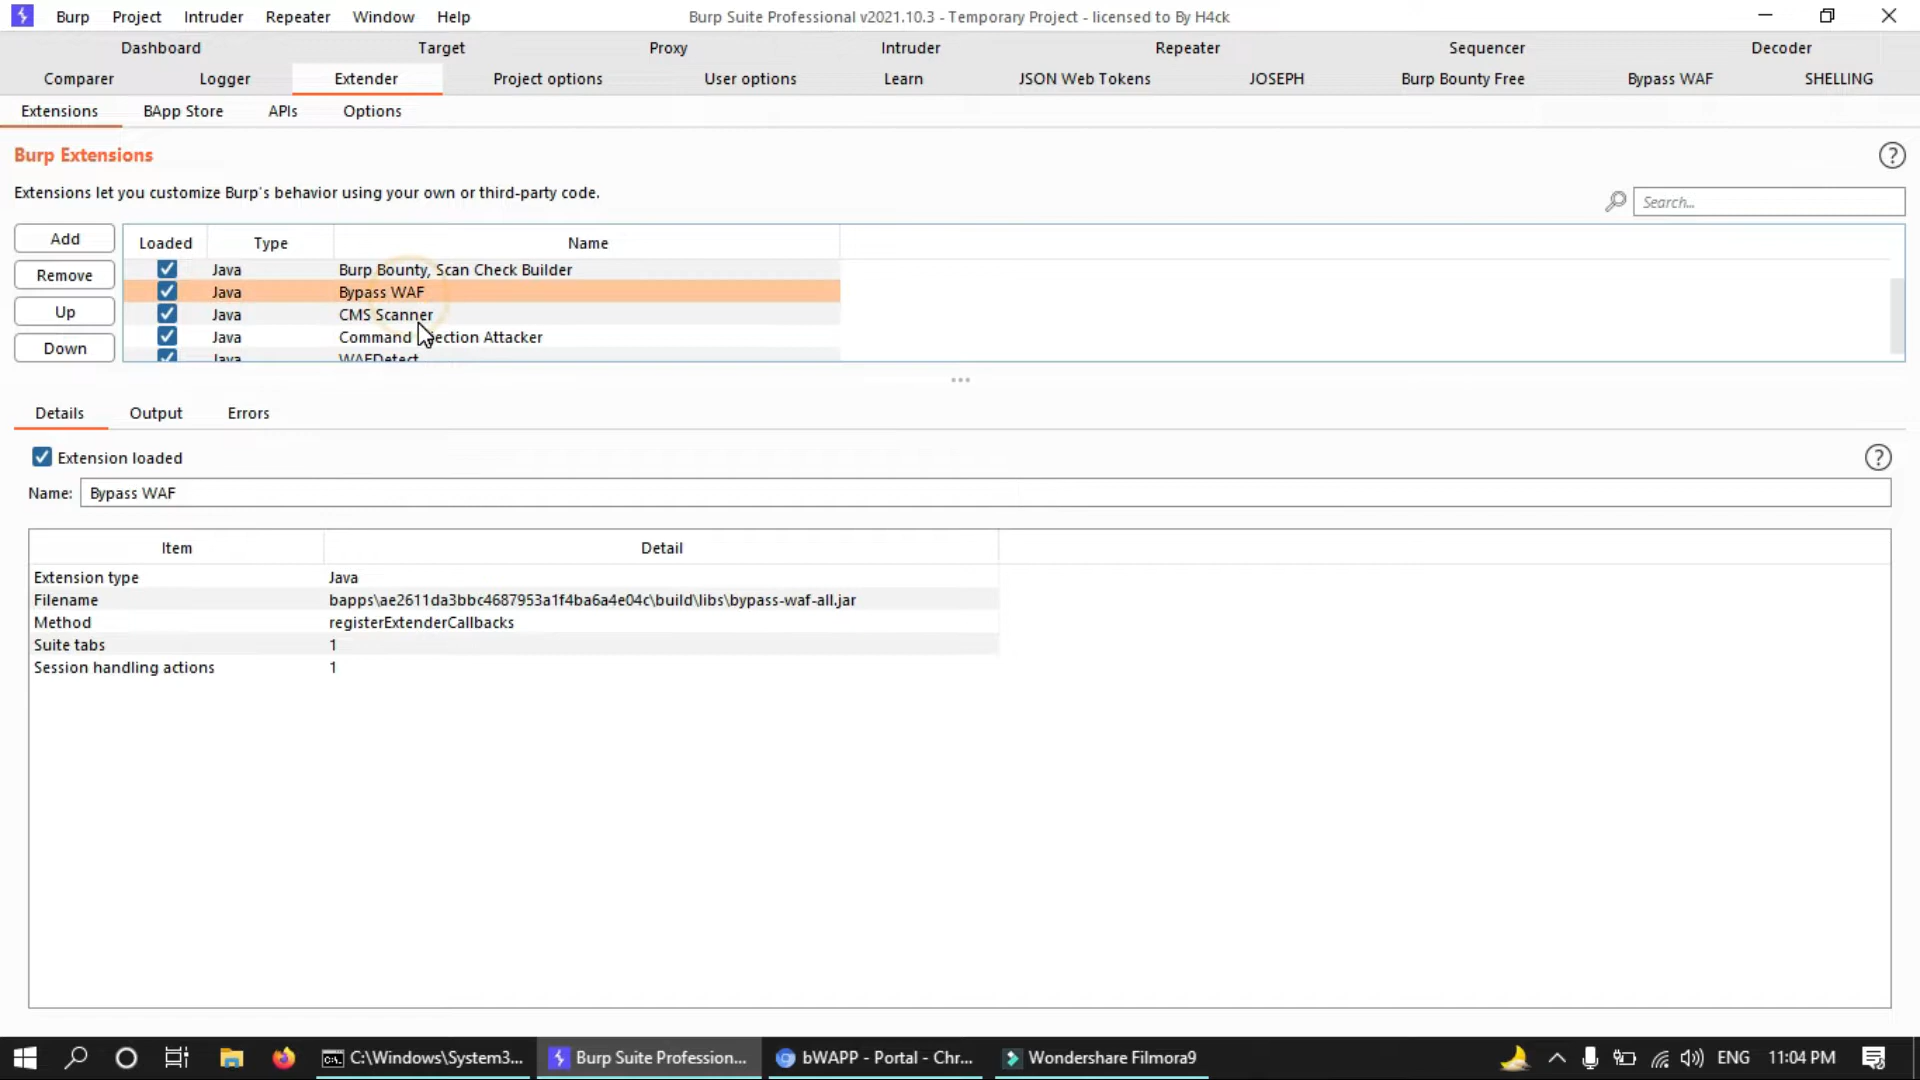 Burp Project Intruder Repeater Window Help Burp Suite Professional v2021.10.3 - Temporary Project - licensed to By H4ck
Dashboard Target Proxy Intruder Repeater Sequencer Decoder
Comparer Logger Extender Project options User options Learn JSON Web Tokens JOSEPH Burp Bounty Free Bypass WAF SHELLING
Extensions BApp Store APIs Options
Burp Extensions
Extensions let you customize Burp's behavior using your own or third-party code.
Search...
Add
Remove
Up
Down
Loaded Type Name
Java Burp Bounty, Scan Check Builder
Java Bypass WAF
Java CMS Scanner
Java Command Attacker
Java WAFDetect
Details Output Errors
Extension loaded
Name: Bypass WAF
Item Detail
Extension type Java
Filename bapps\ae2611da3bbc4687953a1f4ba6a4e04c\build\libs\bypass-waf-all.jar
Method registerExtenderCallbacks
Suite tabs 1
Session handling actions 1
C:\Windows\System3... Burp Suite Profession... bWAPP - Portal - Chr... Wondershare Filmora9 ENG 11:04 PM